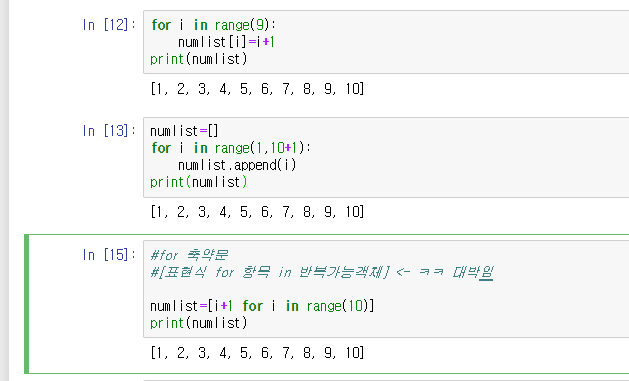 In [12]: for i in range(9):
numlist[i]=i+1
print(numlist)
[1, 2, 3, 4, 5, 6, 7, 8, 9, 10]
In [13]: numlist=[]
for i in range(1,10+1):
numlist.append(i)
print(numlist)
[1, 2, 3, 4, 5, 6, 7, 8, 9, 10]
In [15]: #for 축약문
#[표현식 for 항목 in 반복가능객체] <- ㅋㅋ 대박임
numlist=[i+1 for i in range(10)]
print(numlist)
[1, 2, 3, 4, 5, 6, 7, 8, 9, 10]